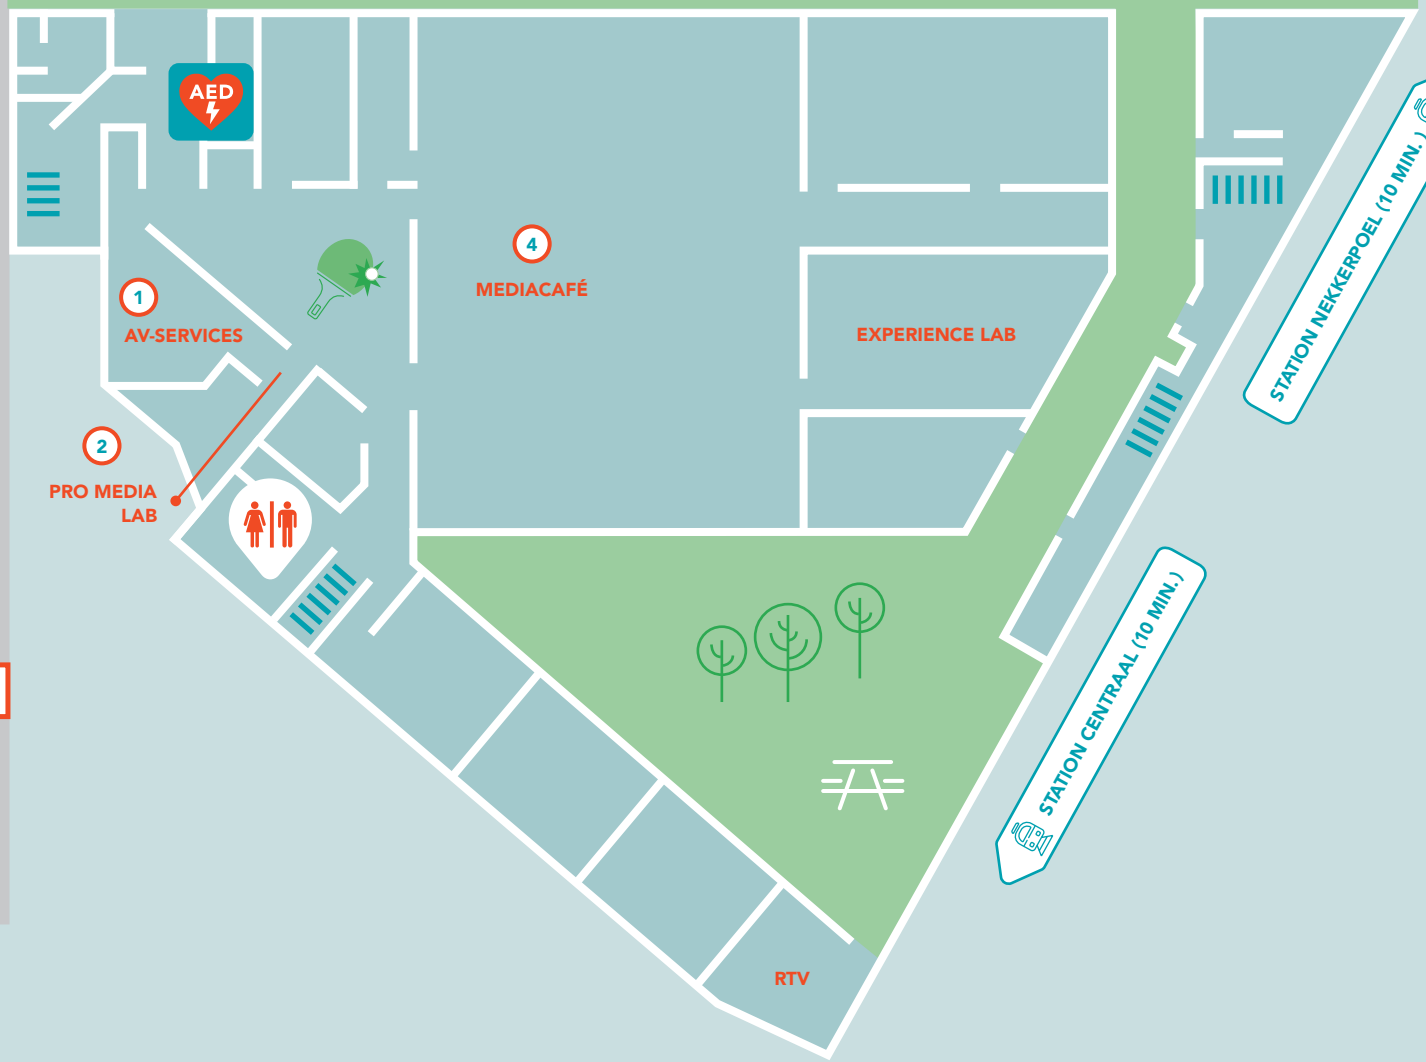 AED
STATION NEKKERPOEL (10 MIN.)
4
MEDIACAFÉ
1
AV-SERVICES
EXPERIENCE LAB
2
PRO MEDIA
LAB
STATION CENTRAAL (10 MIN.)
RTV